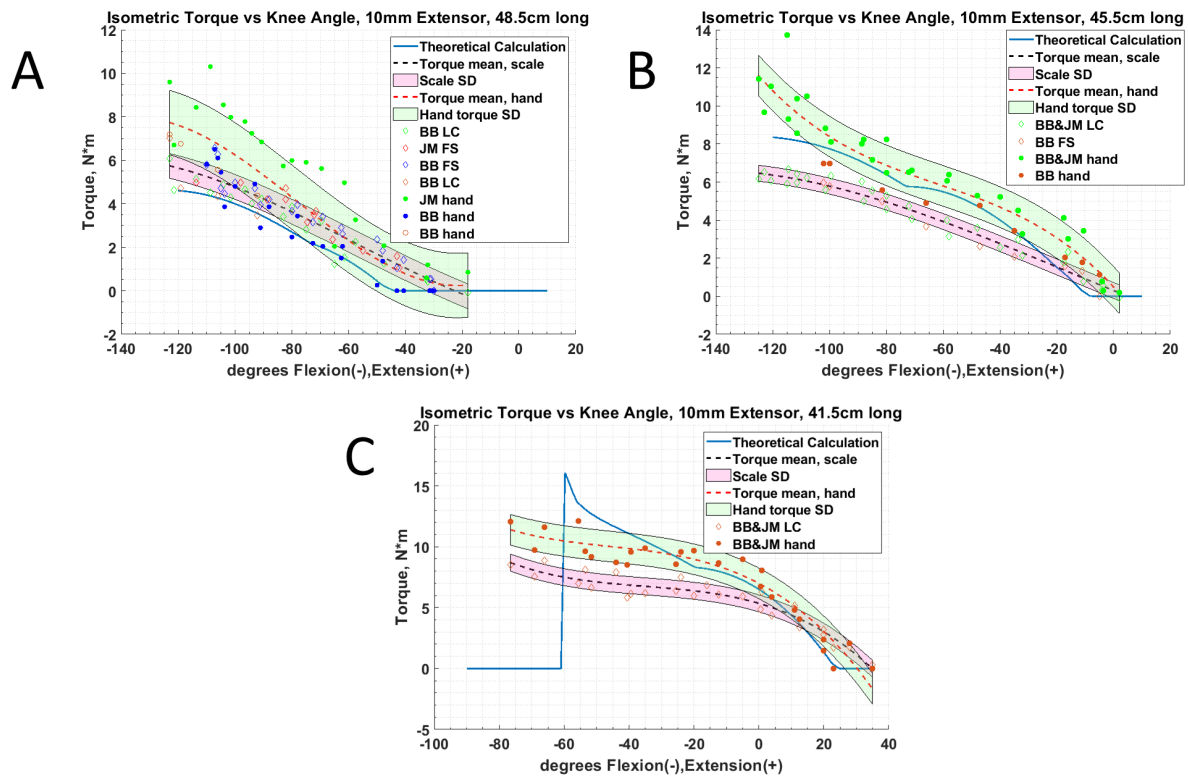 A
Isometric Torque vs Knee Angle, 10mm Extensor, 48.5cm long
12
10
8
6
4
2
0
-2
Torque, N*m
-140 -120 -100 -80 -60 -40 -20 0 20
degrees Flexion(-),Extension(+)
Theoretical Calculation
Torque mean, scale
Scale SD
Torque mean, hand
Hand torque SD
BB LC
JM FS
BB FS
BB LC
JM hand
BB hand
BB hand
B
Isometric Torque vs Knee Angle, 10mm Extensor, 45.5cm long
14
12
10
8
6
4
2
0
-2
Torque, N*m
-140 -120 -100 -80 -60 -40 -20 0 20
degrees Flexion(-),Extension(+)
Theoretical Calculation
Torque mean, scale
Scale SD
Torque mean, hand
Hand torque SD
BB&JM LC
BB FS
BB&JM hand
BB hand
C
Isometric Torque vs Knee Angle, 10mm Extensor, 41.5cm long
20
15
10
5
0
-5
Torque, N*m
-100 -80 -60 -40 -20 0 20 40
degrees Flexion(-),Extension(+)
Theoretical Calculation
Torque mean, scale
Scale SD
Torque mean, hand
Hand torque SD
BB&JM LC
BB&JM hand